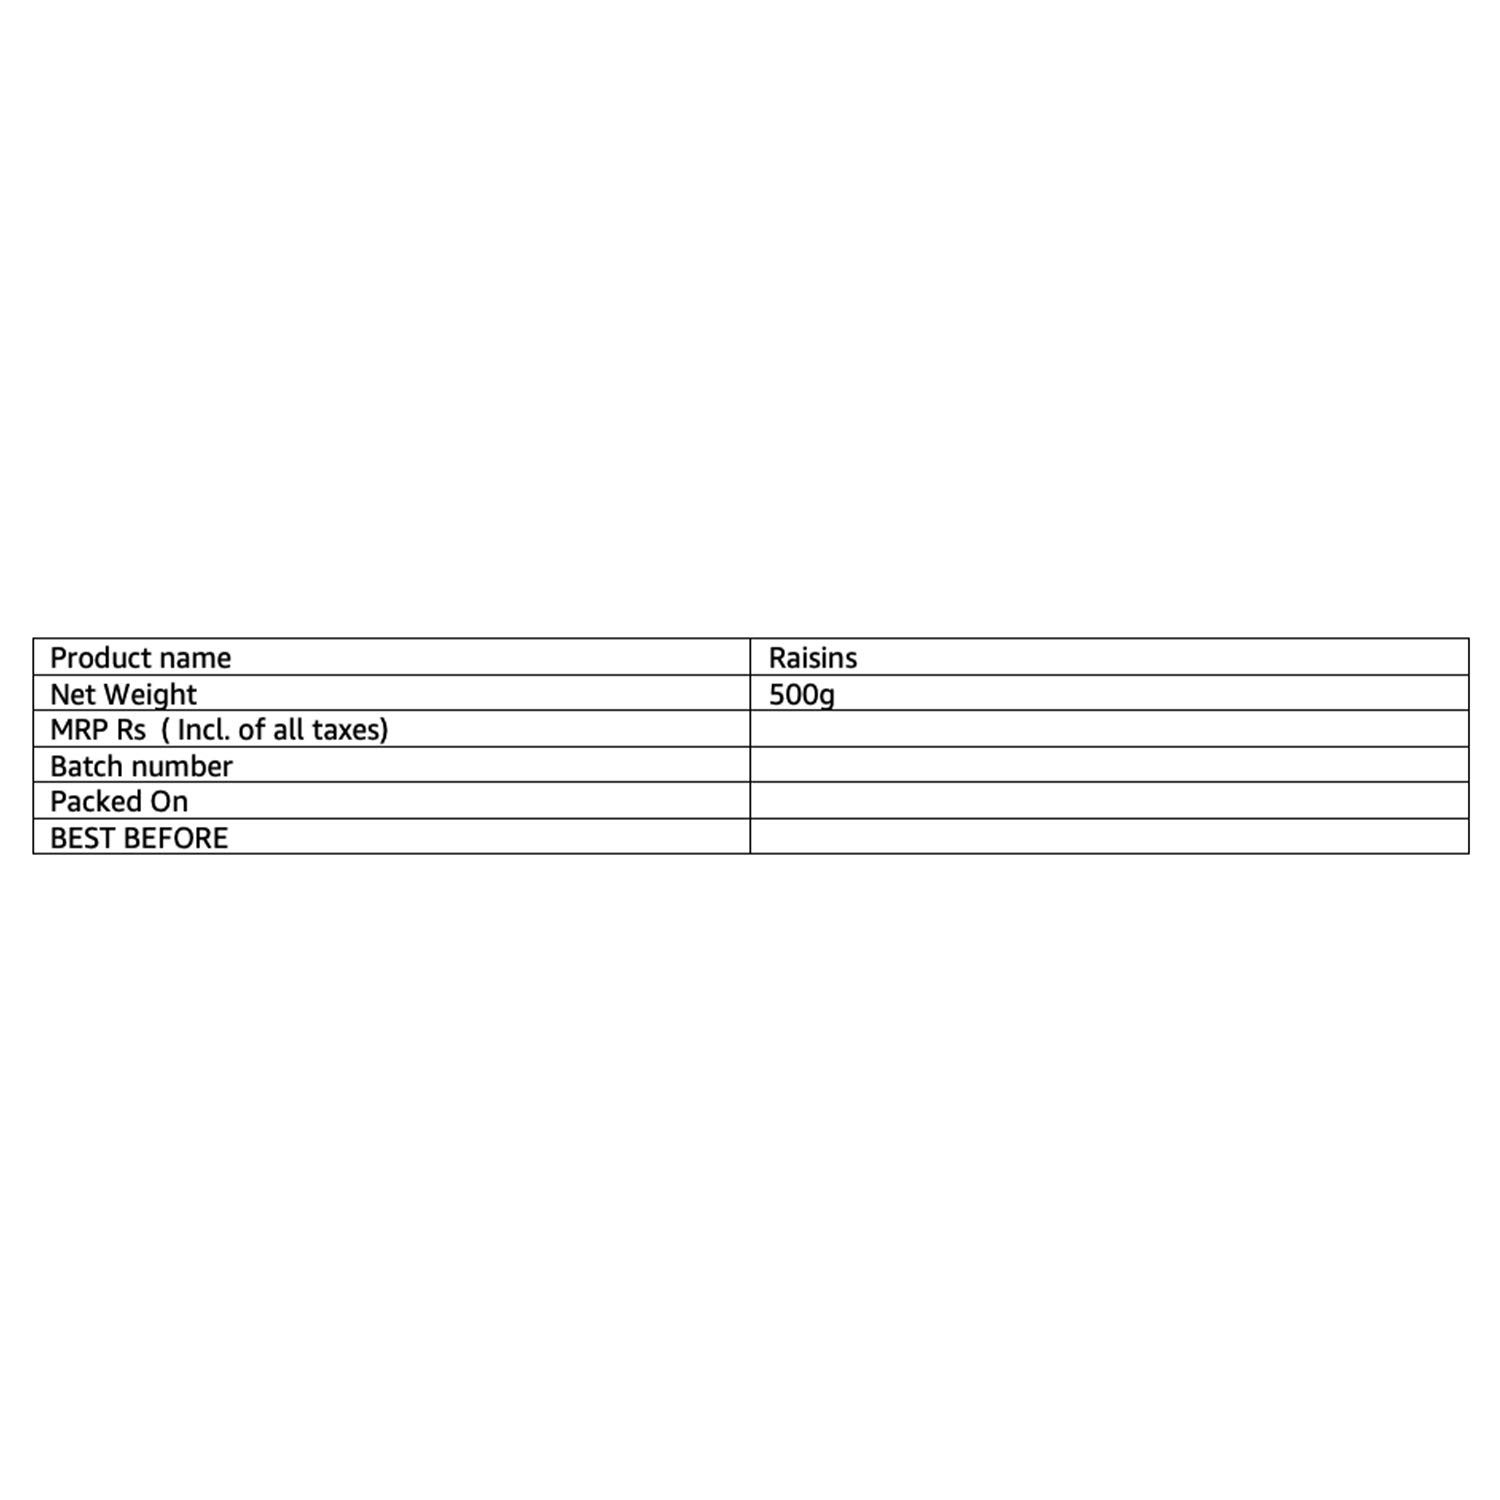 Product name Raisins
Net Weight 500g
MRP Rs  ( Incl. of all taxes)
Batch number
Packed On
BEST BEFORE